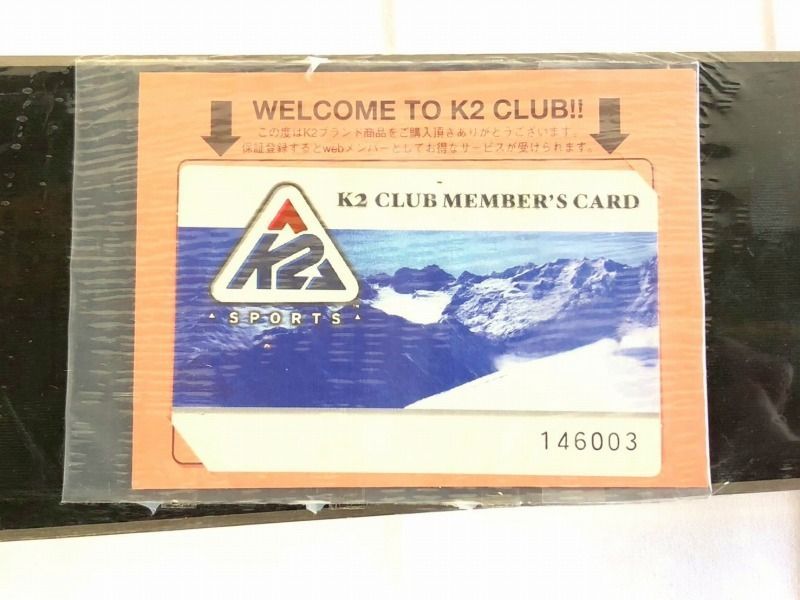 WELCOME TO K2 CLUB!!
この度はK2ブランド商品をご購入頂きありがとうございます。
保証登録するとwebメンバーとしてお得なサービスが受けられます。
K2 CLUB MEMBER'S CARD
K2
SPORTS™
146003